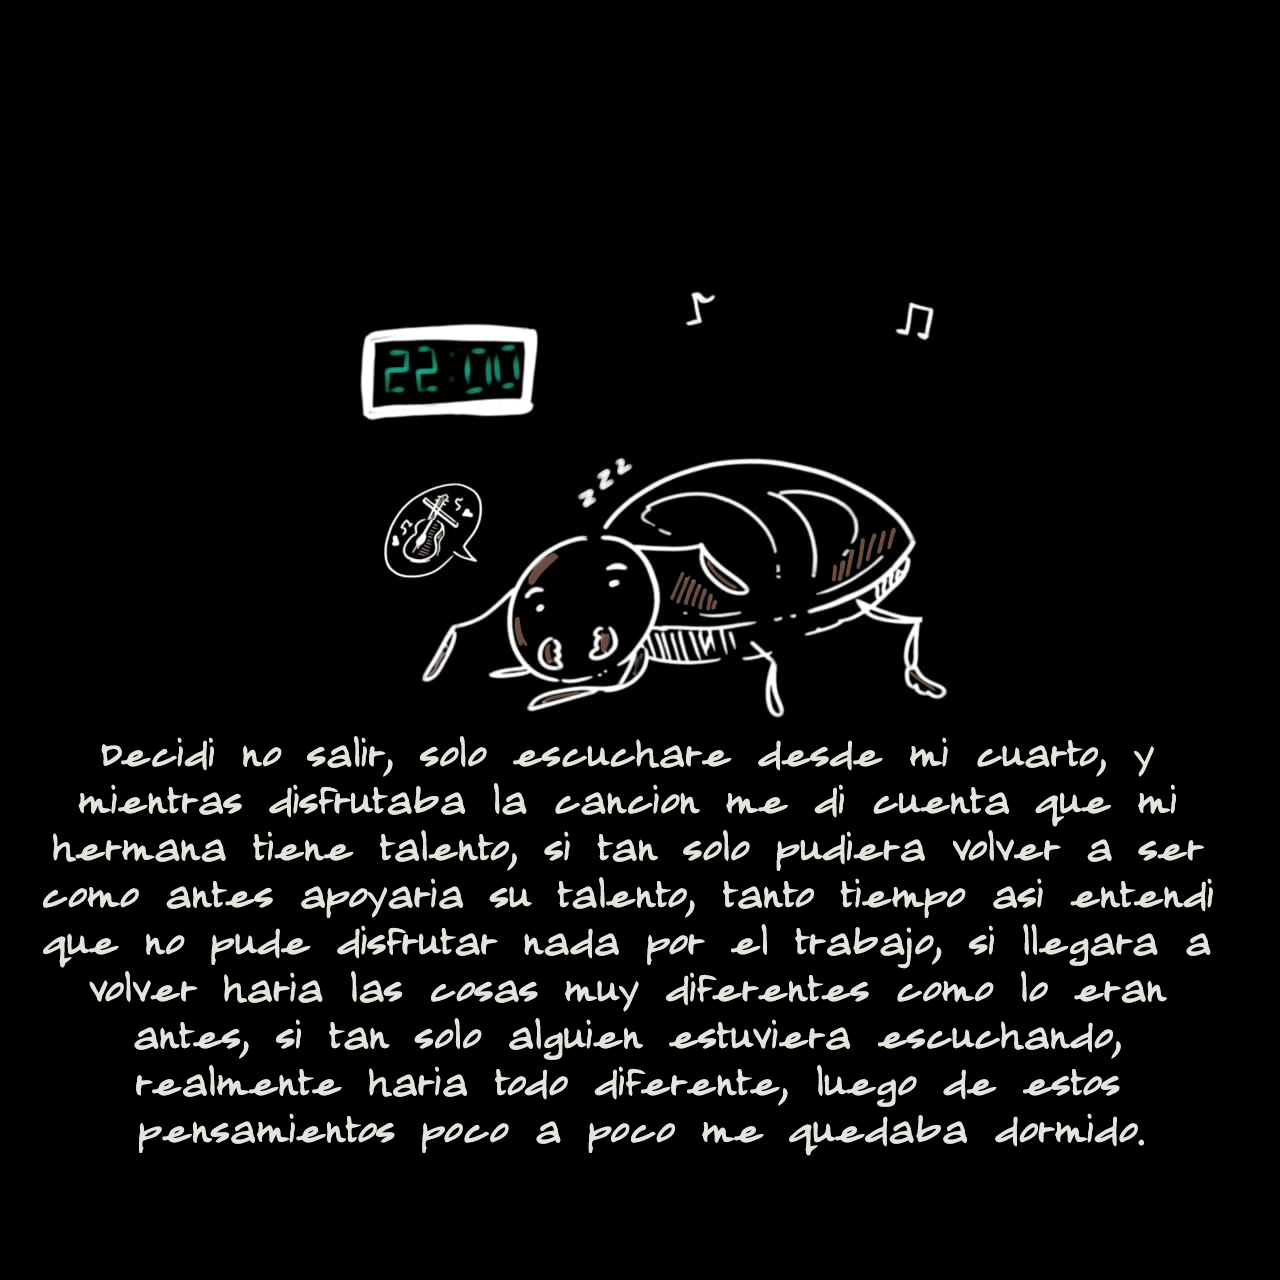 22:00
z z z
Decidi no salir, solo escuchare desde mi cuarto, y
mientras disfrutaba la cancion me di cuenta que mi
hermana tiene talento, si tan solo pudiera volver a ser
como antes apoyaria su talento, tanto tiempo asi entendi
que no pude disfrutar nada por el trabajo, si llegara a
volver haria las cosas muy diferentes como lo eran
antes, si tan solo alguien estuviera escuchando,
realmente haria todo diferente, luego de estos
pensamientos poco a poco me quedaba dormido.